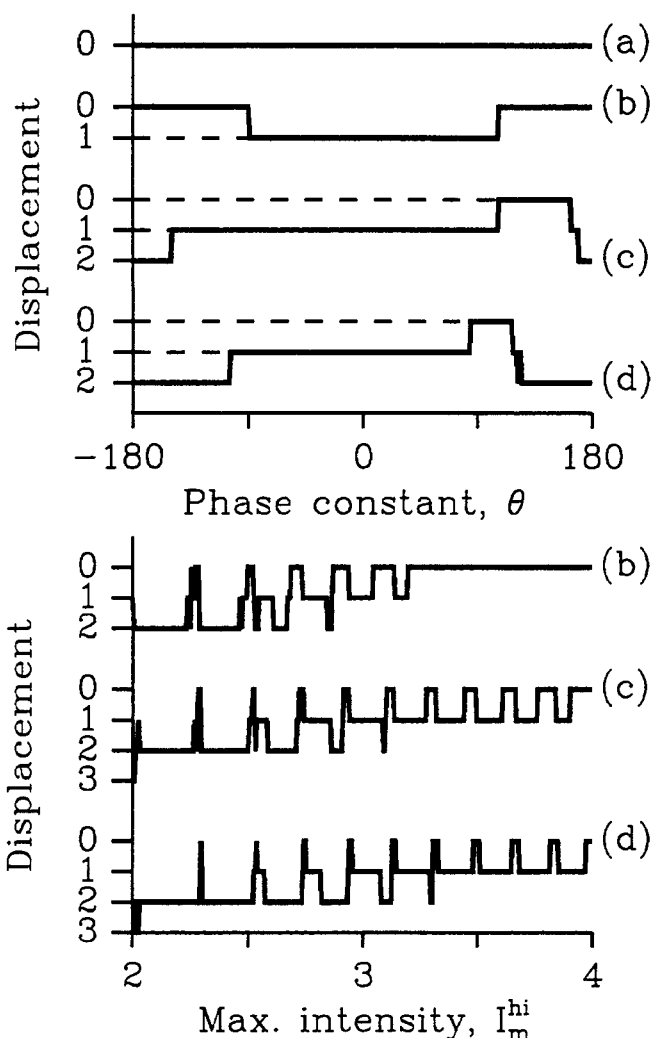 0 (a)
0 (b)
1
0
1
2 (c)
0
1
2 (d)
Displacement
−180 0 180
Phase constant, θ
0 (b)
1
2
0 (c)
1
2
3
0 (d)
1
2
3
Displacement
2 3 4
Max. intensity, I_m^hi